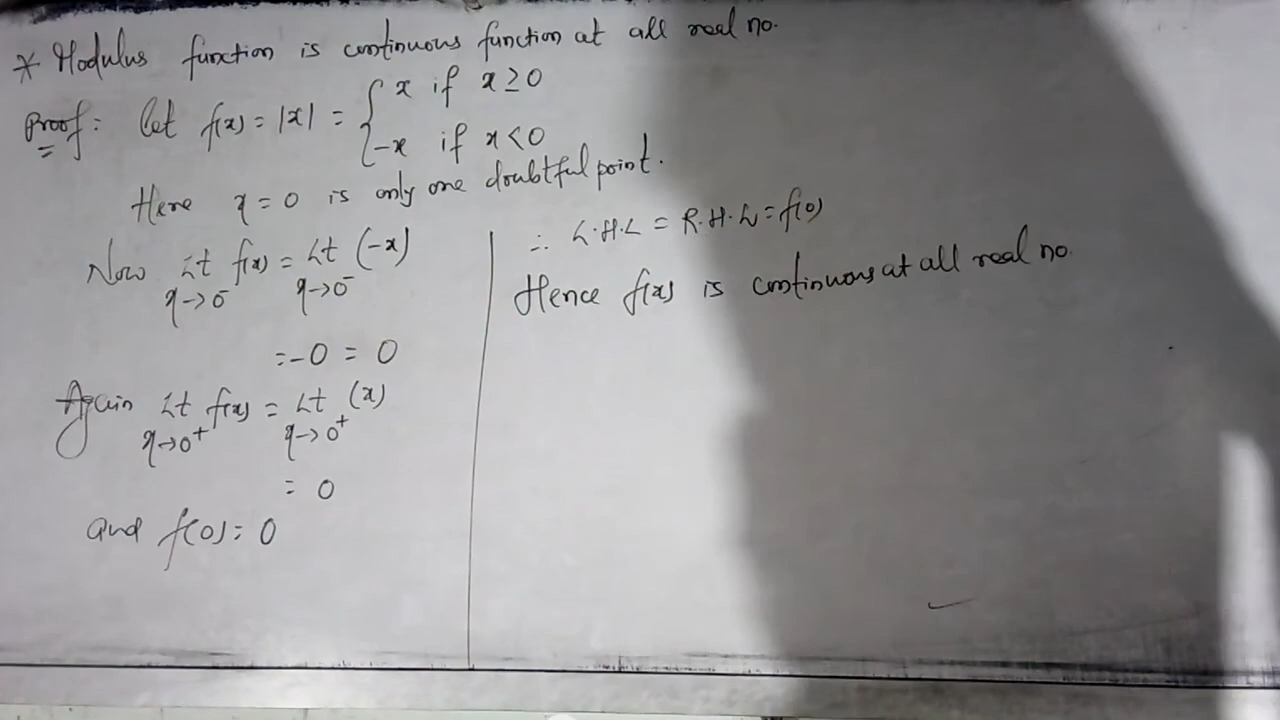 * Modulus function is continuous function at all real no.
Proof: let f(x) = |x| = { x if x ≥ 0
-x if x < 0
Here x = 0 is only one doubtful point.
Now Lt f(x) = Lt (-x)
x→0⁻ x→0⁻
= -0 = 0
Again Lt f(x) = Lt (x)
x→0⁺ x→0⁺
= 0
and f(0) = 0
∴ L.H.L = R.H.L = f(0)
Hence f(x) is continuous at all real no.